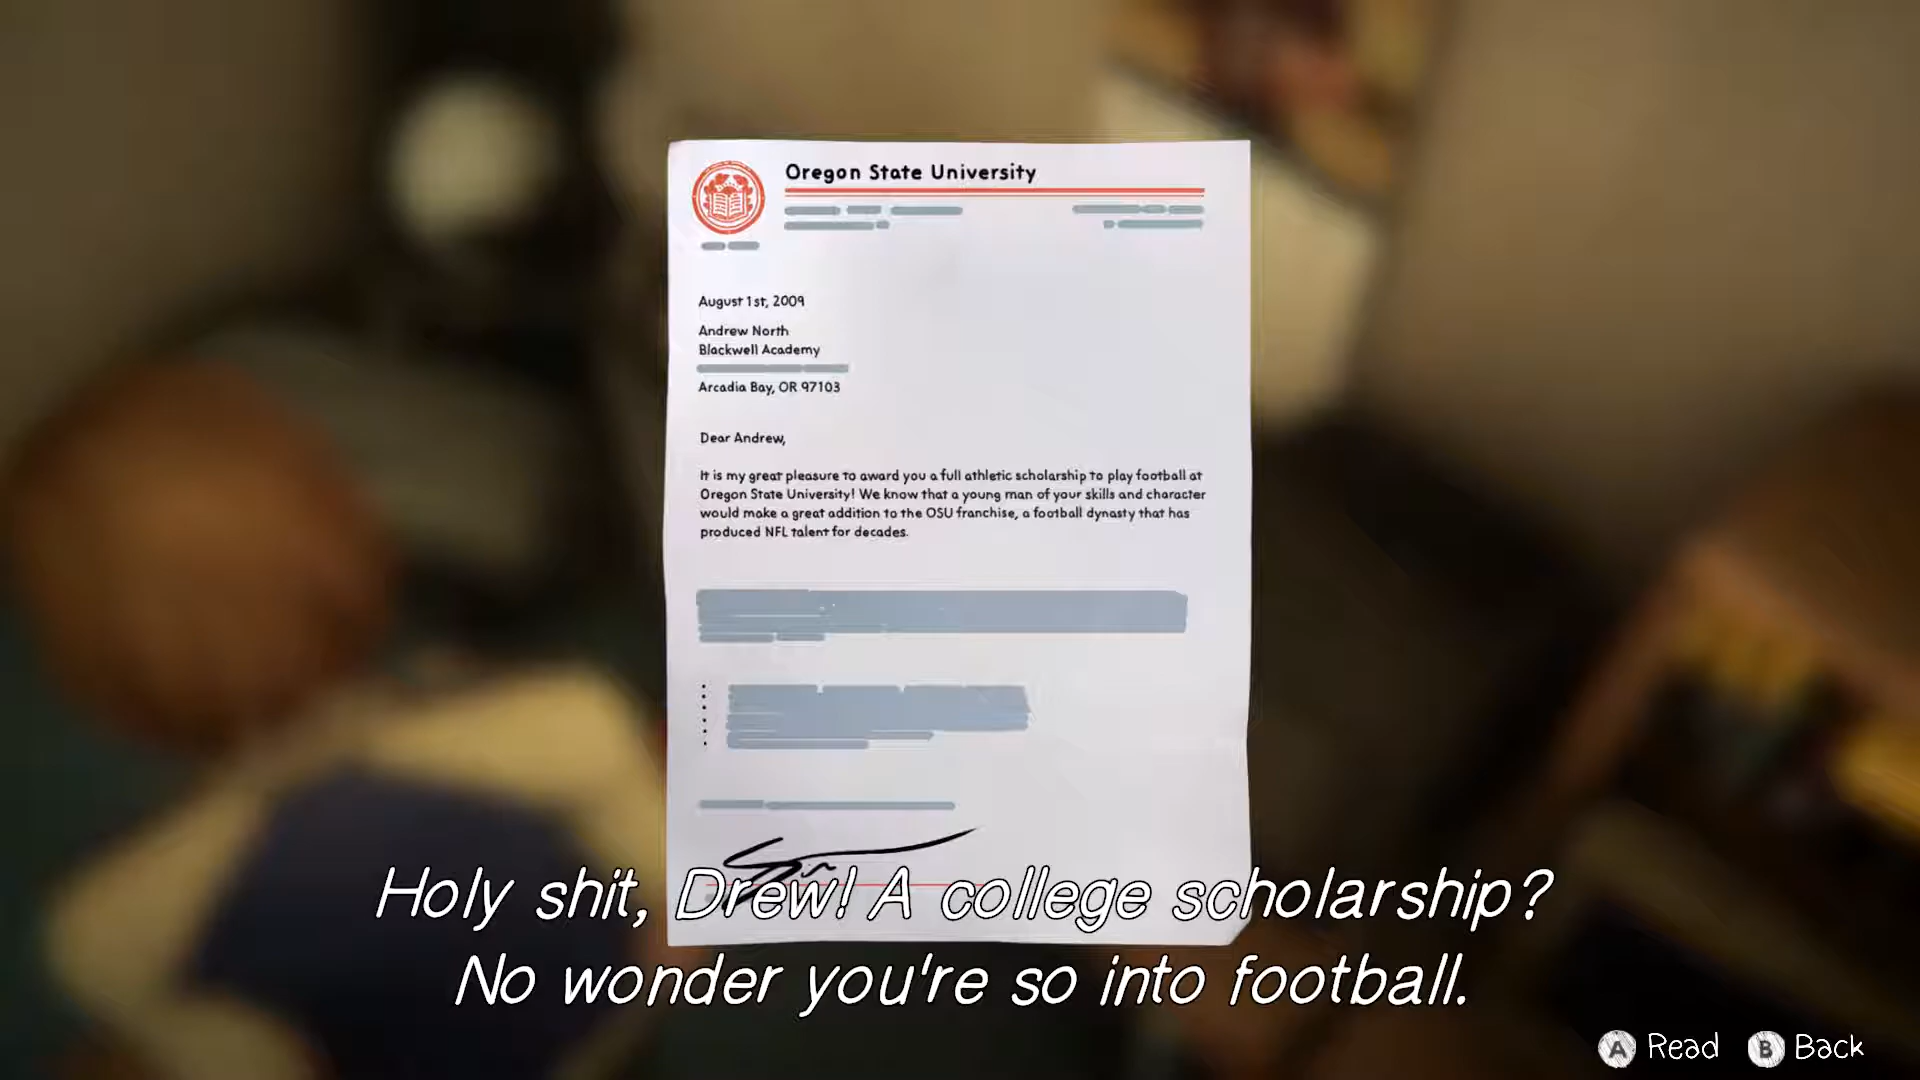 Oregon State University
August 1st, 2009
Andrew North
Blackwell Academy
Arcadia Bay, OR 97103
Dear Andrew,
It is my great pleasure to award you a full athletic scholarship to play football at
Oregon State University! We know that a young man of your skills and character
would make a great addition to the OSU franchise, a football dynasty that has
produced NFL talent for decades.
Holy shit, Drew! A college scholarship?
No wonder you're so into football.
A Read B Back